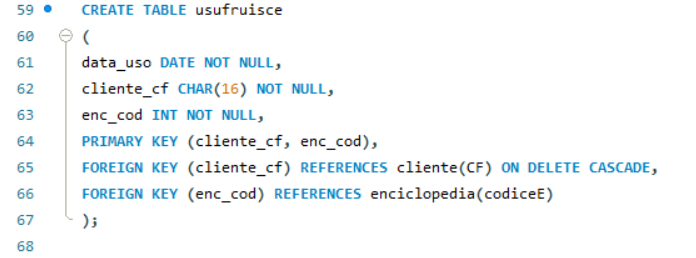 59 CREATE TABLE usufruisce
60 (
61 data_uso DATE NOT NULL,
62 cliente_cf CHAR(16) NOT NULL,
63 enc_cod INT NOT NULL,
64 PRIMARY KEY (cliente_cf, enc_cod),
65 FOREIGN KEY (cliente_cf) REFERENCES cliente(CF) ON DELETE CASCADE,
66 FOREIGN KEY (enc_cod) REFERENCES enciclopedia(codiceE)
67 );
68